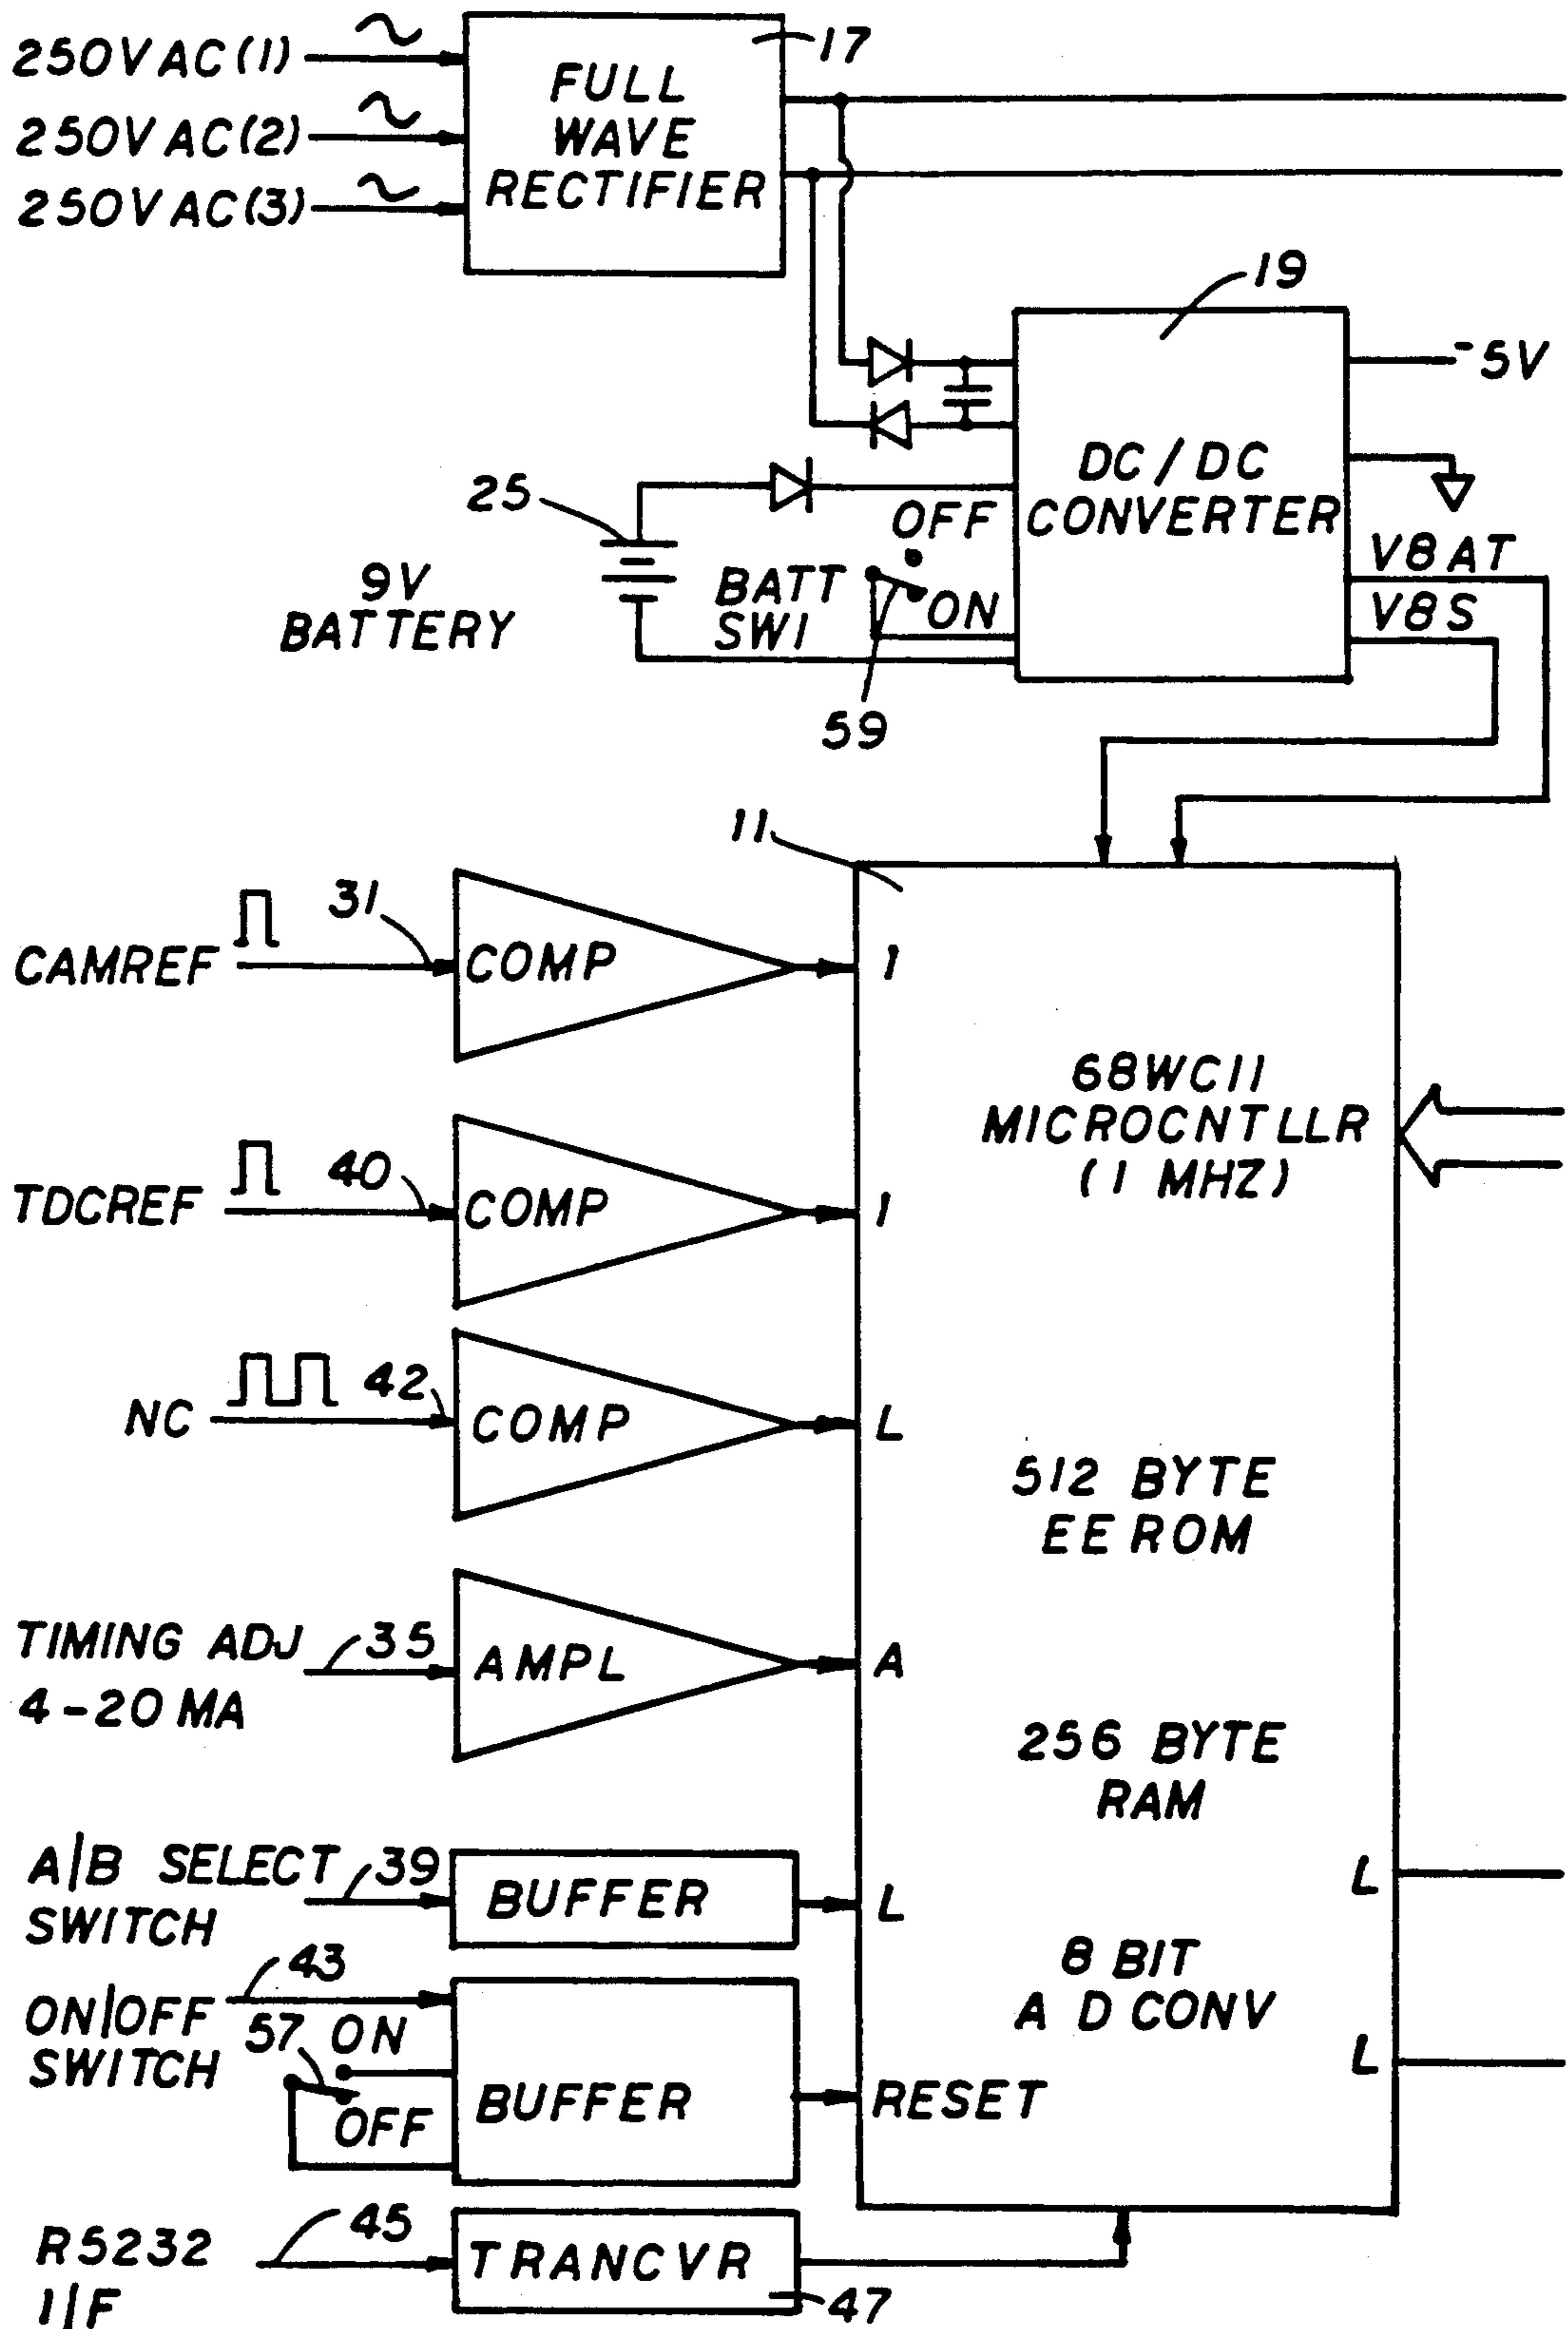 250VAC(1)
250VAC(2)
250VAC(3)
FULL
WAVE
RECTIFIER
17
19
-5V
DC/DC
CONVERTER
25
9V
BATTERY
OFF
BATT
SW1
ON
59
V8AT
V8S
11
CAMREF
31
COMP
I
68WC11
MICROCNTLLR
(1 MHZ)
TDCREF
40
COMP
I
NC
42
COMP
L
512 BYTE
EE ROM
TIMING ADJ
4-20 MA
35
AMPL
A
256 BYTE
RAM
A|B SELECT
SWITCH
39
BUFFER
L
L
8 BIT
A D CONV
ON|OFF
SWITCH
43
57
ON
OFF
BUFFER
RESET
L
RS232
I|F
45
TRANCVR
47